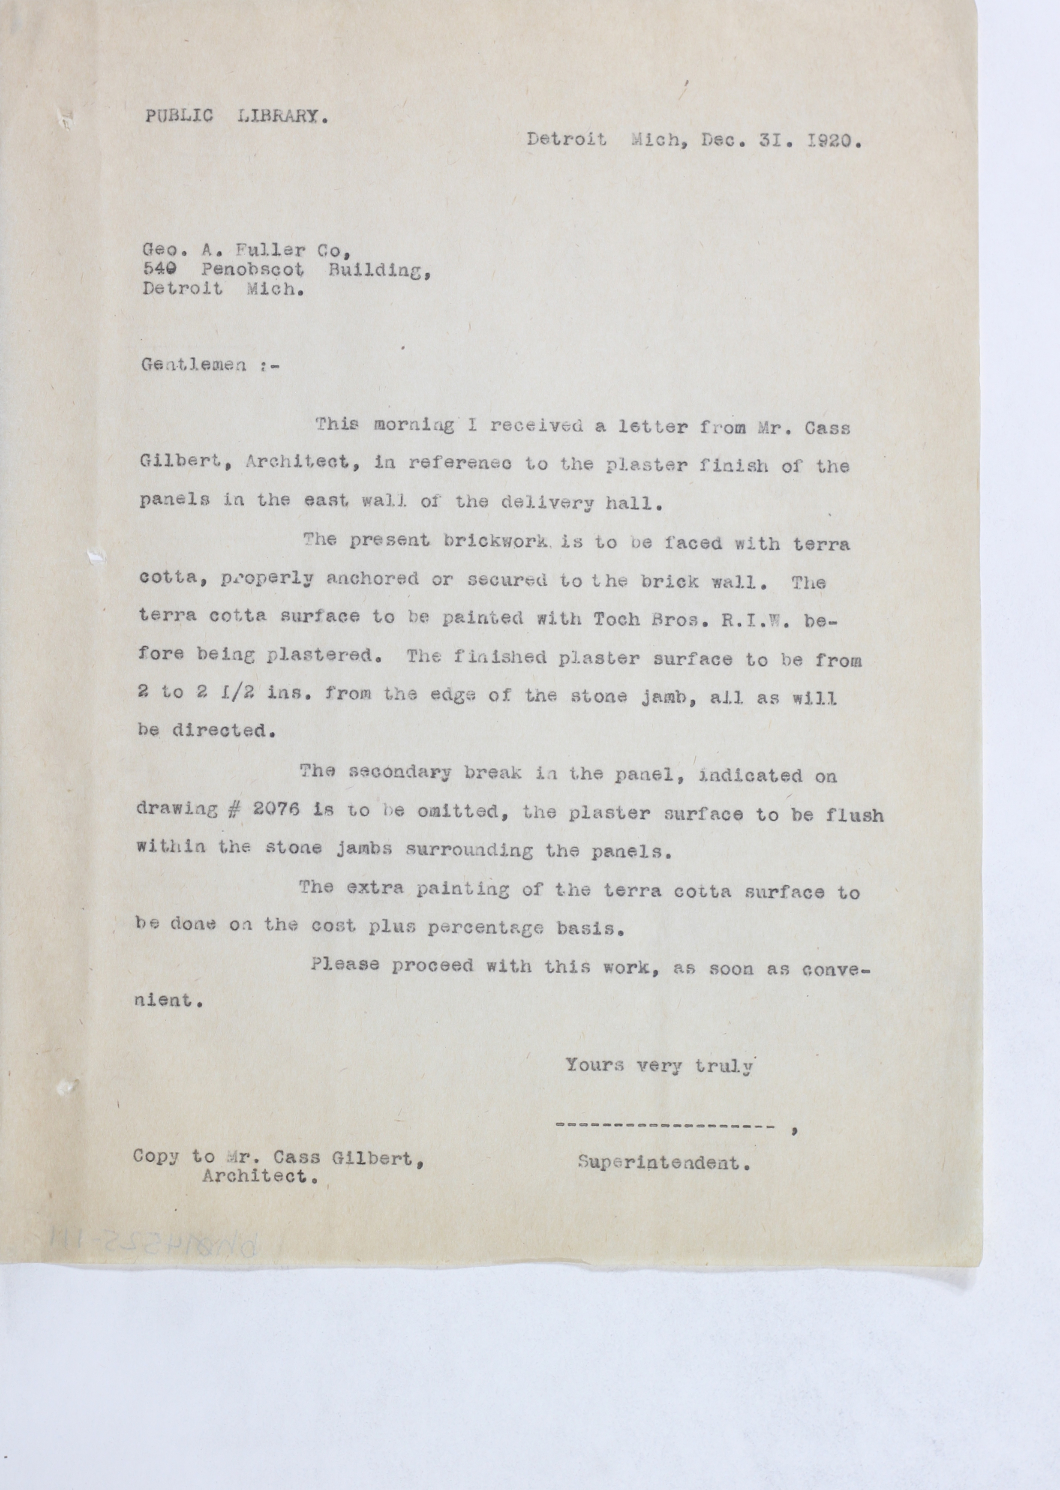 PUBLIC LIBRARY.
Detroit Mich, Dec. 3I. I920.
Geo. A. Fuller Co,
540 Penobscot Building,
Detroit Mich.
Gentlemen :-
This morning I received a letter from Mr. Cass
Gilbert, Architect, in referenec to the plaster finish of the
panels in the east wall of the delivery hall.
The present brickwork is to be faced with terra
cotta, properly anchored or secured to the brick wall. The
terra cotta surface to be painted with Toch Bros. R.I.W. be-
fore being plastered. The finished plaster surface to be from
2 to 2 I/2 ins. from the edge of the stone jamb, all as will
be directed.
The secondary break in the panel, indicated on
drawing # 2076 is to be omitted, the plaster surface to be flush
within the stone jambs surrounding the panels.
The extra painting of the terra cotta surface to
be done on the cost plus percentage basis.
Please proceed with this work, as soon as conve-
nient.
Yours very truly
------------------- ,
Copy to Mr. Cass Gilbert,
Superintendent.
Architect.